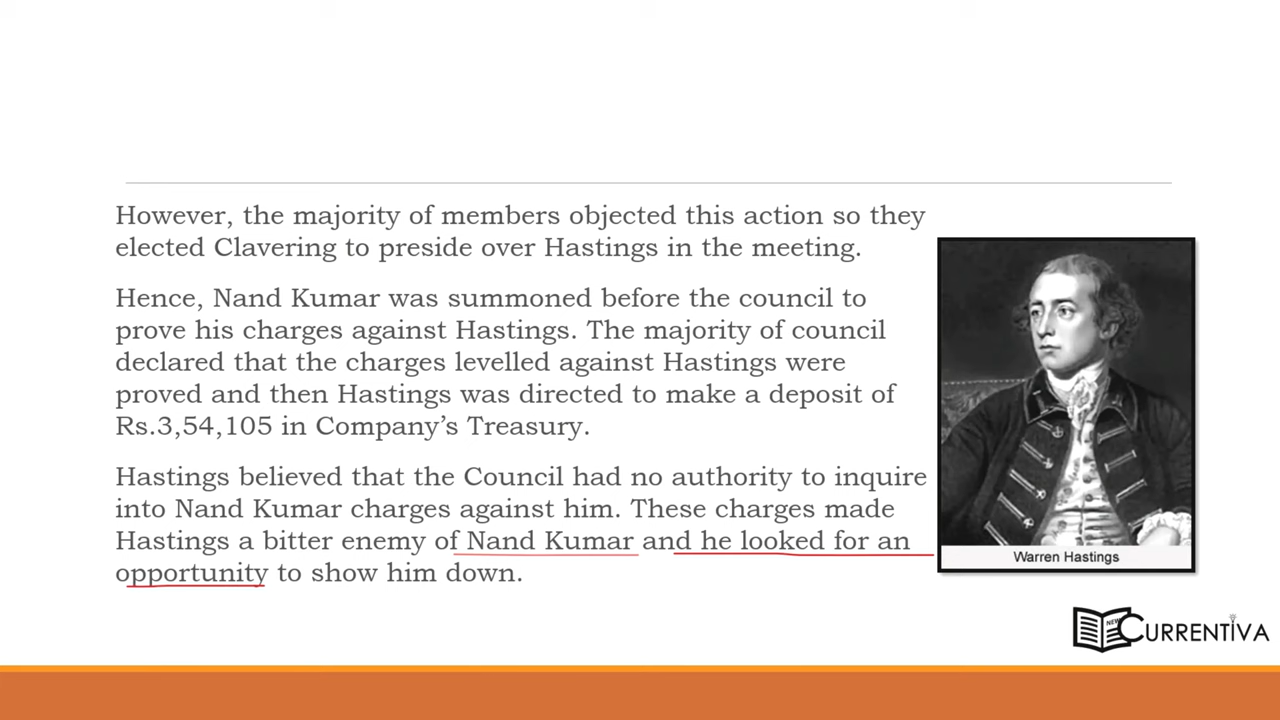 However, the majority of members objected this action so they
elected Clavering to preside over Hastings in the meeting.
Hence, Nand Kumar was summoned before the council to
prove his charges against Hastings. The majority of council
declared that the charges levelled against Hastings were
proved and then Hastings was directed to make a deposit of
Rs.3,54,105 in Company's Treasury.
Hastings believed that the Council had no authority to inquire
into Nand Kumar charges against him. These charges made
Hastings a bitter enemy of Nand Kumar and he looked for an
opportunity to show him down.
Warren Hastings
NEW CURRENTIVA